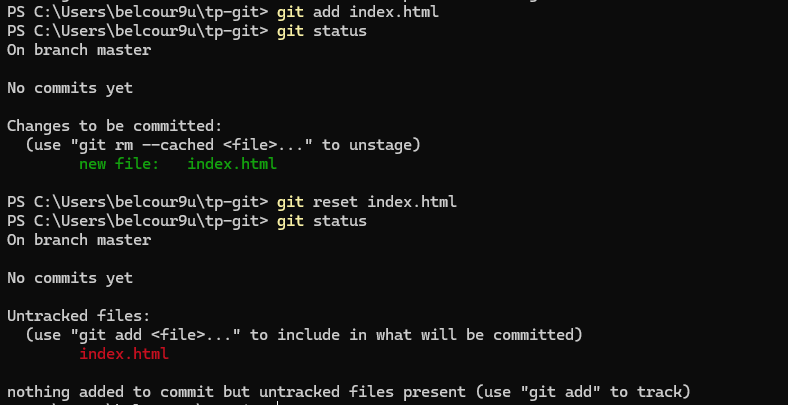 PS C:\Users\belcour9u\tp-git> git add index.html
PS C:\Users\belcour9u\tp-git> git status
On branch master
No commits yet
Changes to be committed:
  (use "git rm --cached <file>..." to unstage)
        new file:   index.html
PS C:\Users\belcour9u\tp-git> git reset index.html
PS C:\Users\belcour9u\tp-git> git status
On branch master
No commits yet
Untracked files:
  (use "git add <file>..." to include in what will be committed)
        index.html
nothing added to commit but untracked files present (use "git add" to track)